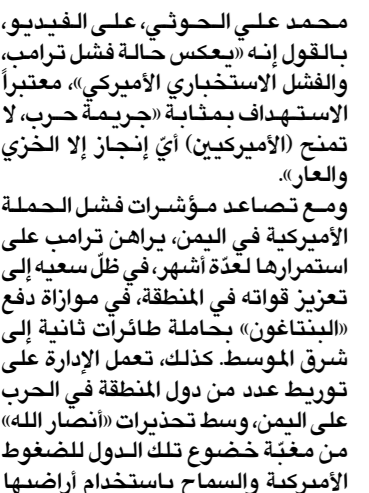 محمد علي الحوثي، على الفيديو،
بالقول إنه «يعكس حالة فشل ترامب،
والفشل الاستخباري الأميركي»، معتبراً
الاستهداف بمثابة «جريمة حرب، لا
تمنح (الأميركيين) أيّ إنجاز إلا الخزي
والعار».
ومع تصاعد مؤشرات فشل الحملة
الأميركية في اليمن، يراهن ترامب على
استمرارها لعدّة أشهر، في ظلّ سعيه إلى
تعزيز قواته في المنطقة، في موازاة دفع
«البنتاغون» بحاملة طائرات ثانية إلى
شرق المتوسط. كذلك، تعمل الإدارة على
توريط عدد من دول المنطقة في الحرب
على اليمن، وسط تحذيرات «أنصار الله»
من مغبّة خضوع تلك الدول للضغوط
الأميركية والسماح باستخدام أراضيها